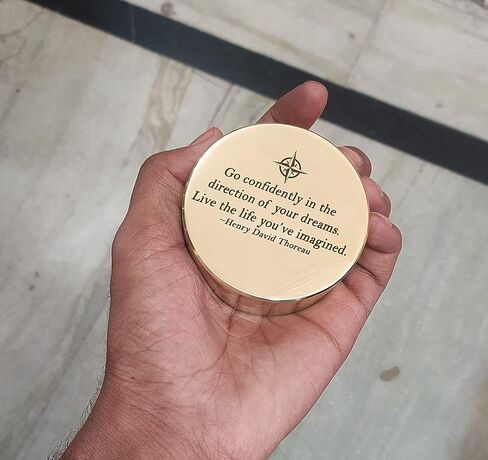 Go confidently in the
direction of your dreams.
Live the life you've imagined.
~Henry David Thoreau